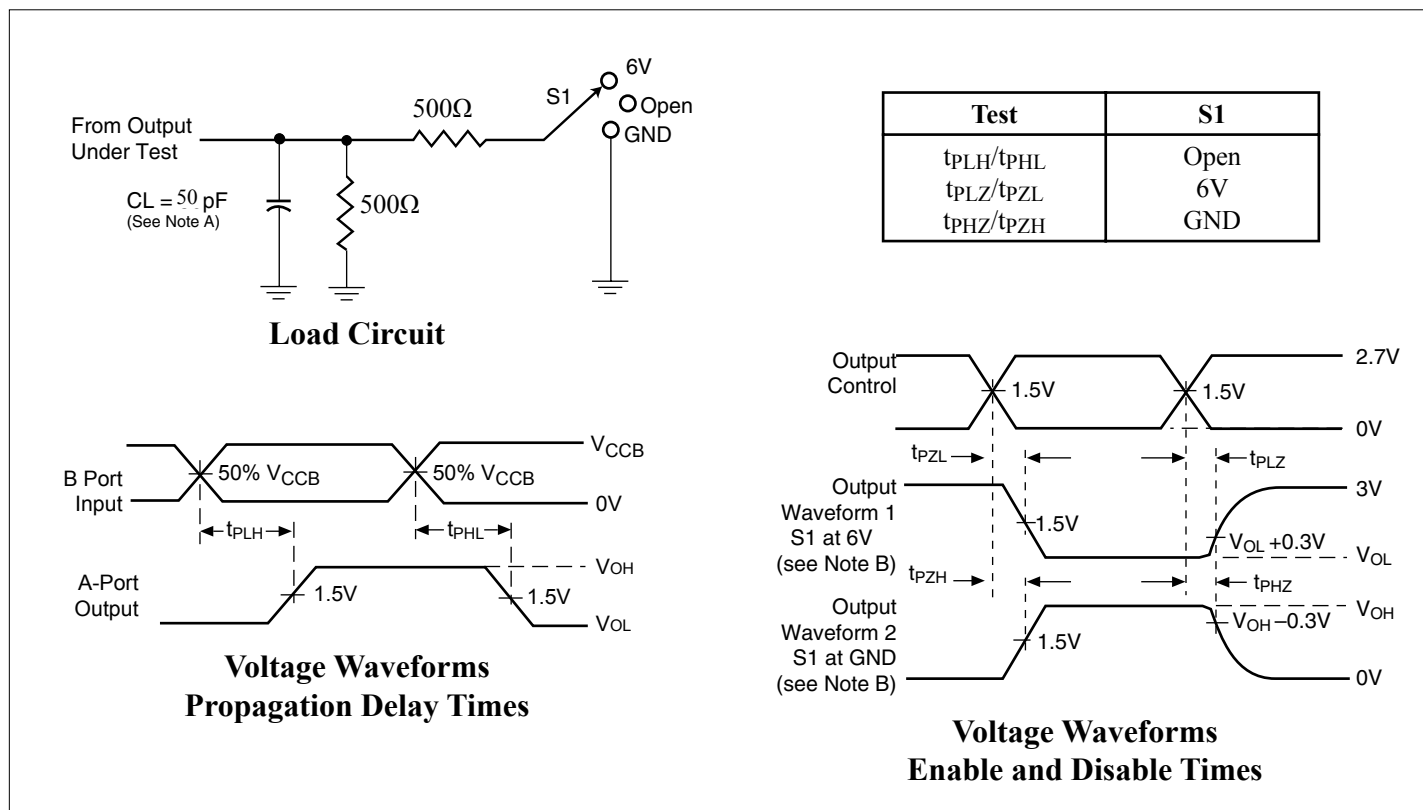 6V
S1
Open
GND
500Ω
From Output
Under Test
CL = 50 pF
(See Note A)
500Ω
Load Circuit
Test S1
tPLH/tPHL Open
tPLZ/tPZL 6V
tPHZ/tPZH GND
B Port
Input
50% VCCB
50% VCCB
VCCB
0V
tPLH
tPHL
A-Port
Output
1.5V
1.5V
VOH
VOL
Voltage Waveforms
Propagation Delay Times
Output
Control
1.5V
1.5V
2.7V
0V
tPZL
tPLZ
Output
Waveform 1
S1 at 6V
(see Note B)
1.5V
3V
VOL +0.3V
VOL
tPZH
tPHZ
Output
Waveform 2
S1 at GND
(see Note B)
1.5V
VOH
VOH −0.3V
0V
Voltage Waveforms
Enable and Disable Times